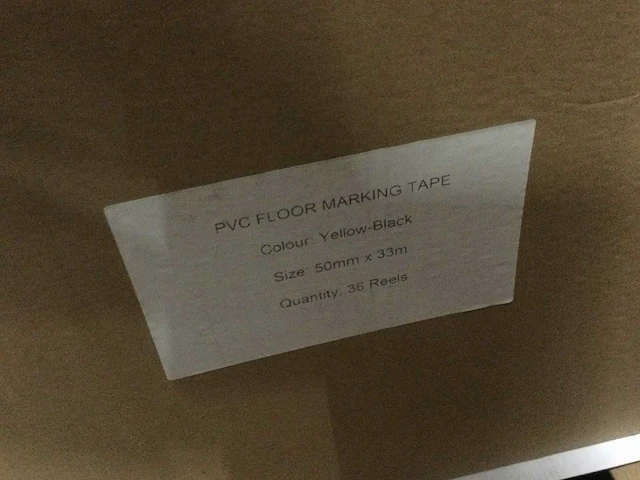 PVC FLOOR MARKING TAPE
Colour: Yellow-Black
Size: 50mm x 33m
Quantity: 36 Reels